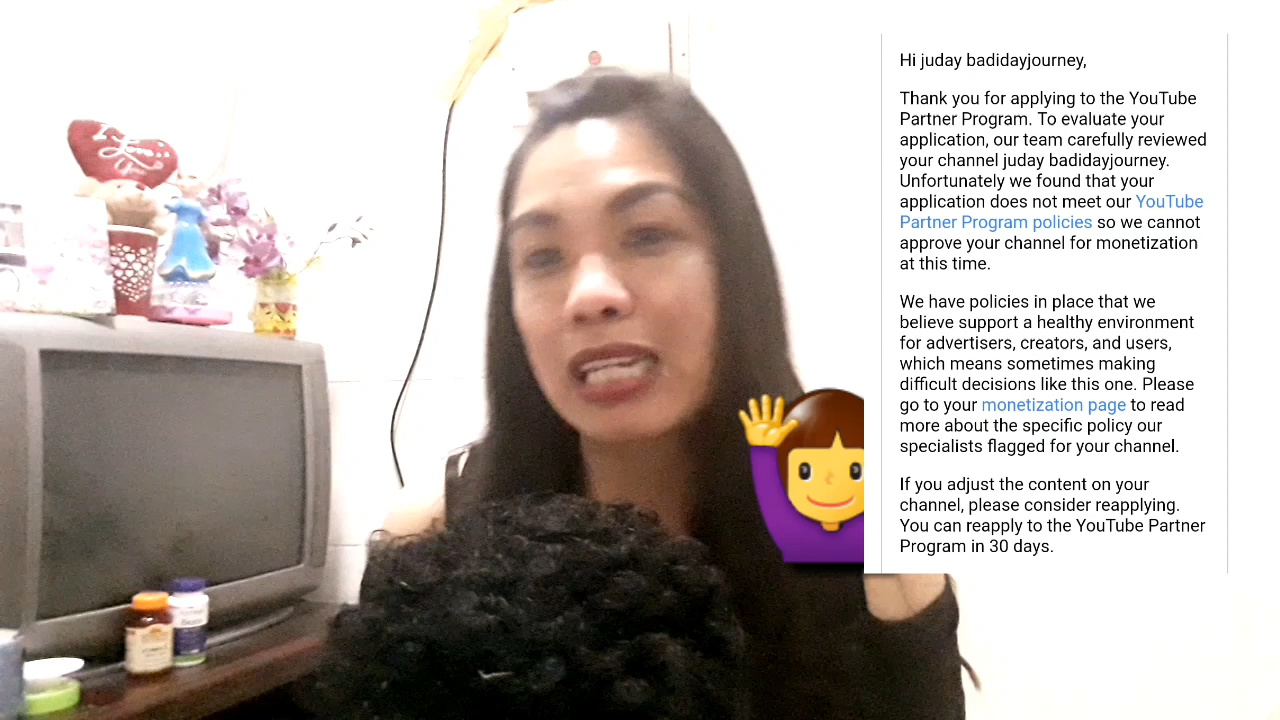 Hi juday badidayjourney,
Thank you for applying to the YouTube
Partner Program. To evaluate your
application, our team carefully reviewed
your channel juday badidayjourney.
Unfortunately we found that your
application does not meet our YouTube
Partner Program policies so we cannot
approve your channel for monetization
at this time.
We have policies in place that we
believe support a healthy environment
for advertisers, creators, and users,
which means sometimes making
difficult decisions like this one. Please
go to your monetization page to read
more about the specific policy our
specialists flagged for your channel.
If you adjust the content on your
channel, please consider reapplying.
You can reapply to the YouTube Partner
Program in 30 days.